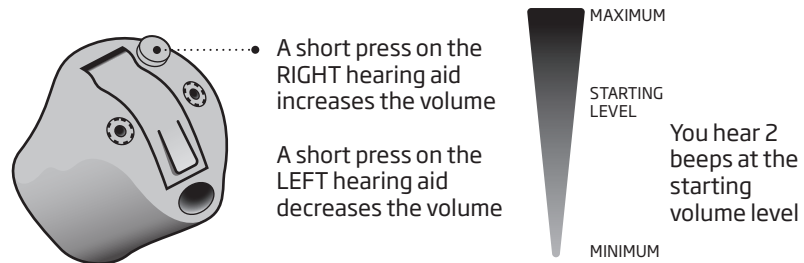 A short press on the
RIGHT hearing aid
increases the volume
A short press on the
LEFT hearing aid
decreases the volume
MAXIMUM
STARTING
LEVEL
You hear 2
beeps at the
starting
volume level
MINIMUM